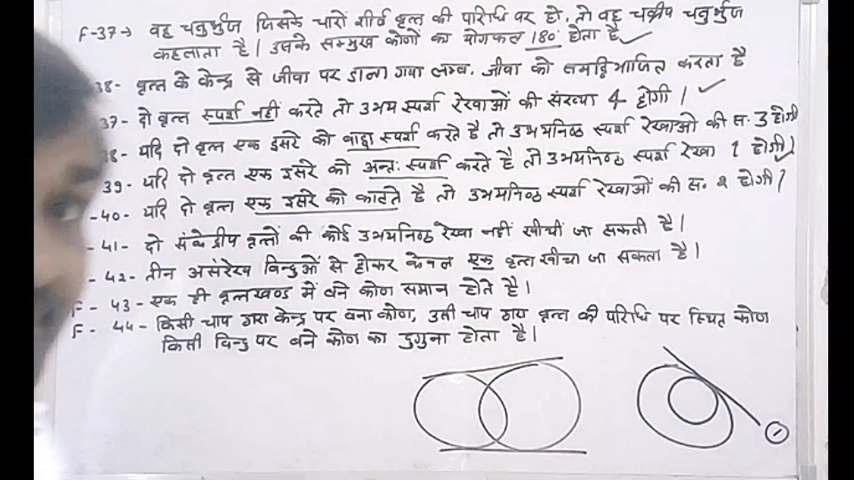 F-37→ वह चतुर्भुज जिसके चारों शीर्ष वृत्त की परिधि पर हो, तो वह चक्रीय चतुर्भुज
कहलाता है। उसके सम्मुख कोणों का योगफल 180° होता है
38- वृत्त के केन्द्र से जीवा पर डाला गया लम्ब, जीवा को समद्विभाजित करता है
37- दो वृत्त स्पर्श नहीं करते तो उभय स्पर्श रेखाओं की संख्या 4 होगी।
38- यदि दो वृत्त एक दूसरे को वाह्य स्पर्श करते है तो उभयनिष्ठ स्पर्श रेखाओ की स. 3 होगी
39- यदि दो वृत्त एक दूसरे को अन्तः स्पर्श करते है तो उभयनिष्ठ स्पर्श रेखा 1 होगी।
-40- यदि दो वृत्त एक दूसरे को काटते है तो उभयनिष्ठ स्पर्श रेखाओं की स. 2 होगी।
-41- दो संकेंद्रीय वृत्तों की कोई उभयनिष्ठ रेखा नहीं खीची जा सकती है।
-42- तीन असंरेख्य बिन्दुओं से होकर केवल एक वृत्त खीचा जा सकता है।
F-43- एक ही वृत्तखण्ड में बने कोण समान होते है।
F-44- किसी चाप द्वारा केन्द्र पर बना कोण, उसी चाप द्वारा वृत्त की परिधि पर स्थित कोण
किसी बिन्दु पर बने कोण का दुगुना होता है।